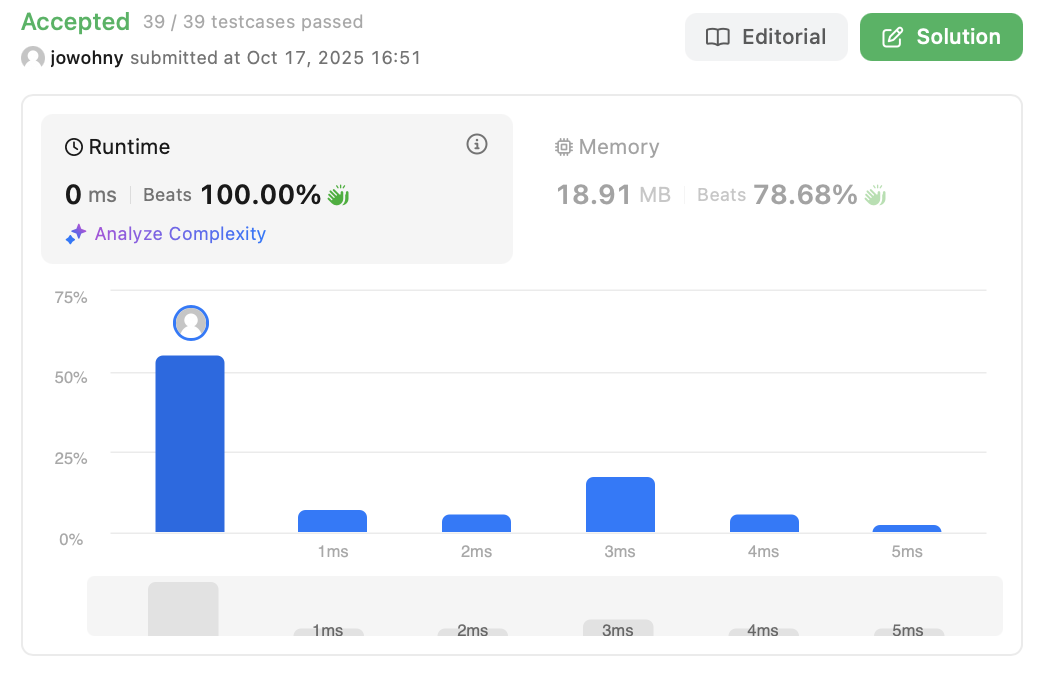 Accepted 39 / 39 testcases passed
jowohny submitted at Oct 17, 2025 16:51
Editorial
Solution
Runtime
0 ms Beats 100.00%
Analyze Complexity
Memory
18.91 MB Beats 78.68%
75%
50%
25%
0%
1ms 2ms 3ms 4ms 5ms
1ms 2ms 3ms 4ms 5ms